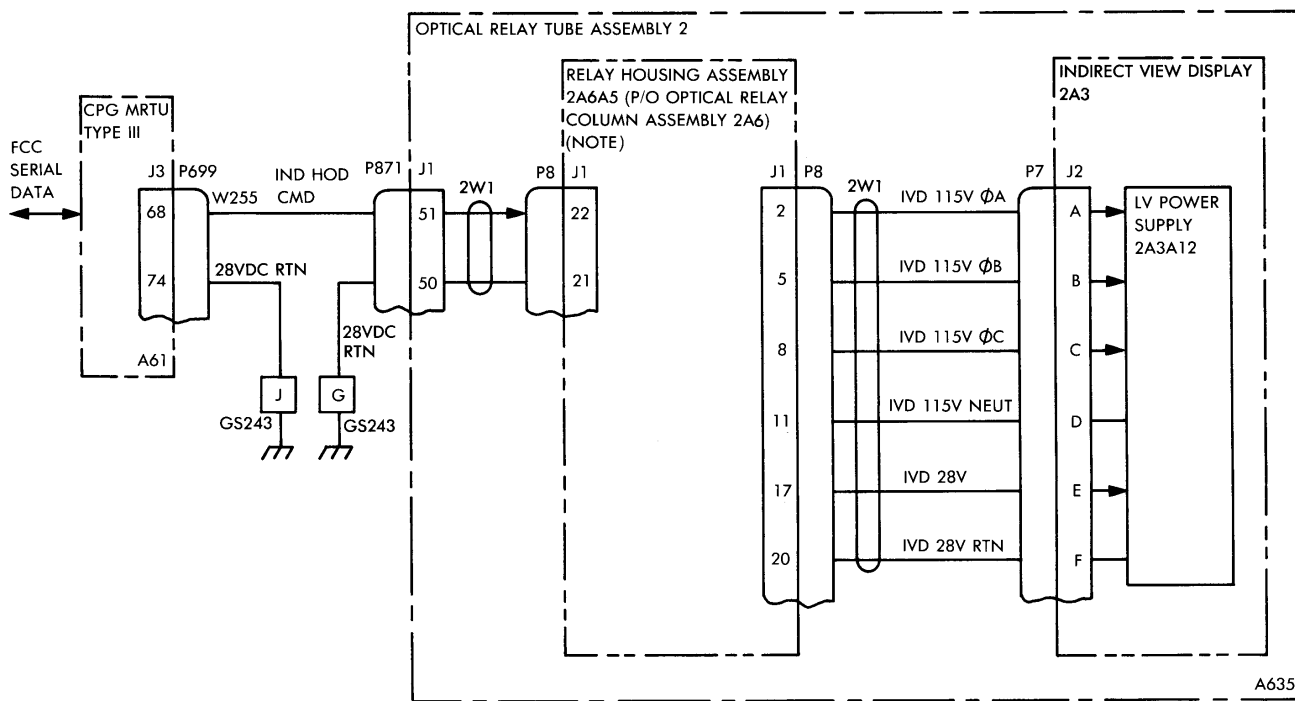 OPTICAL RELAY TUBE ASSEMBLY 2
RELAY HOUSING ASSEMBLY
2A6A5 (P/O OPTICAL RELAY
COLUMN ASSEMBLY 2A6)
(NOTE)
INDIRECT VIEW DISPLAY
2A3
CPG MRTU
TYPE III
FCC
SERIAL
DATA
J3 P699
IND HOD
CMD
P871 J1
2W1
P8 J1
J1 P8
2W1
P7 J2
W255
68
51
22
2
IVD 115V ØA
A
LV POWER
SUPPLY
2A3A12
74
28VDC RTN
50
21
5
IVD 115V ØB
B
28VDC
RTN
8
IVD 115V ØC
C
A61
J
GS243
G
GS243
11
IVD 115V NEUT
D
17
IVD 28V
E
20
IVD 28V RTN
F
A635